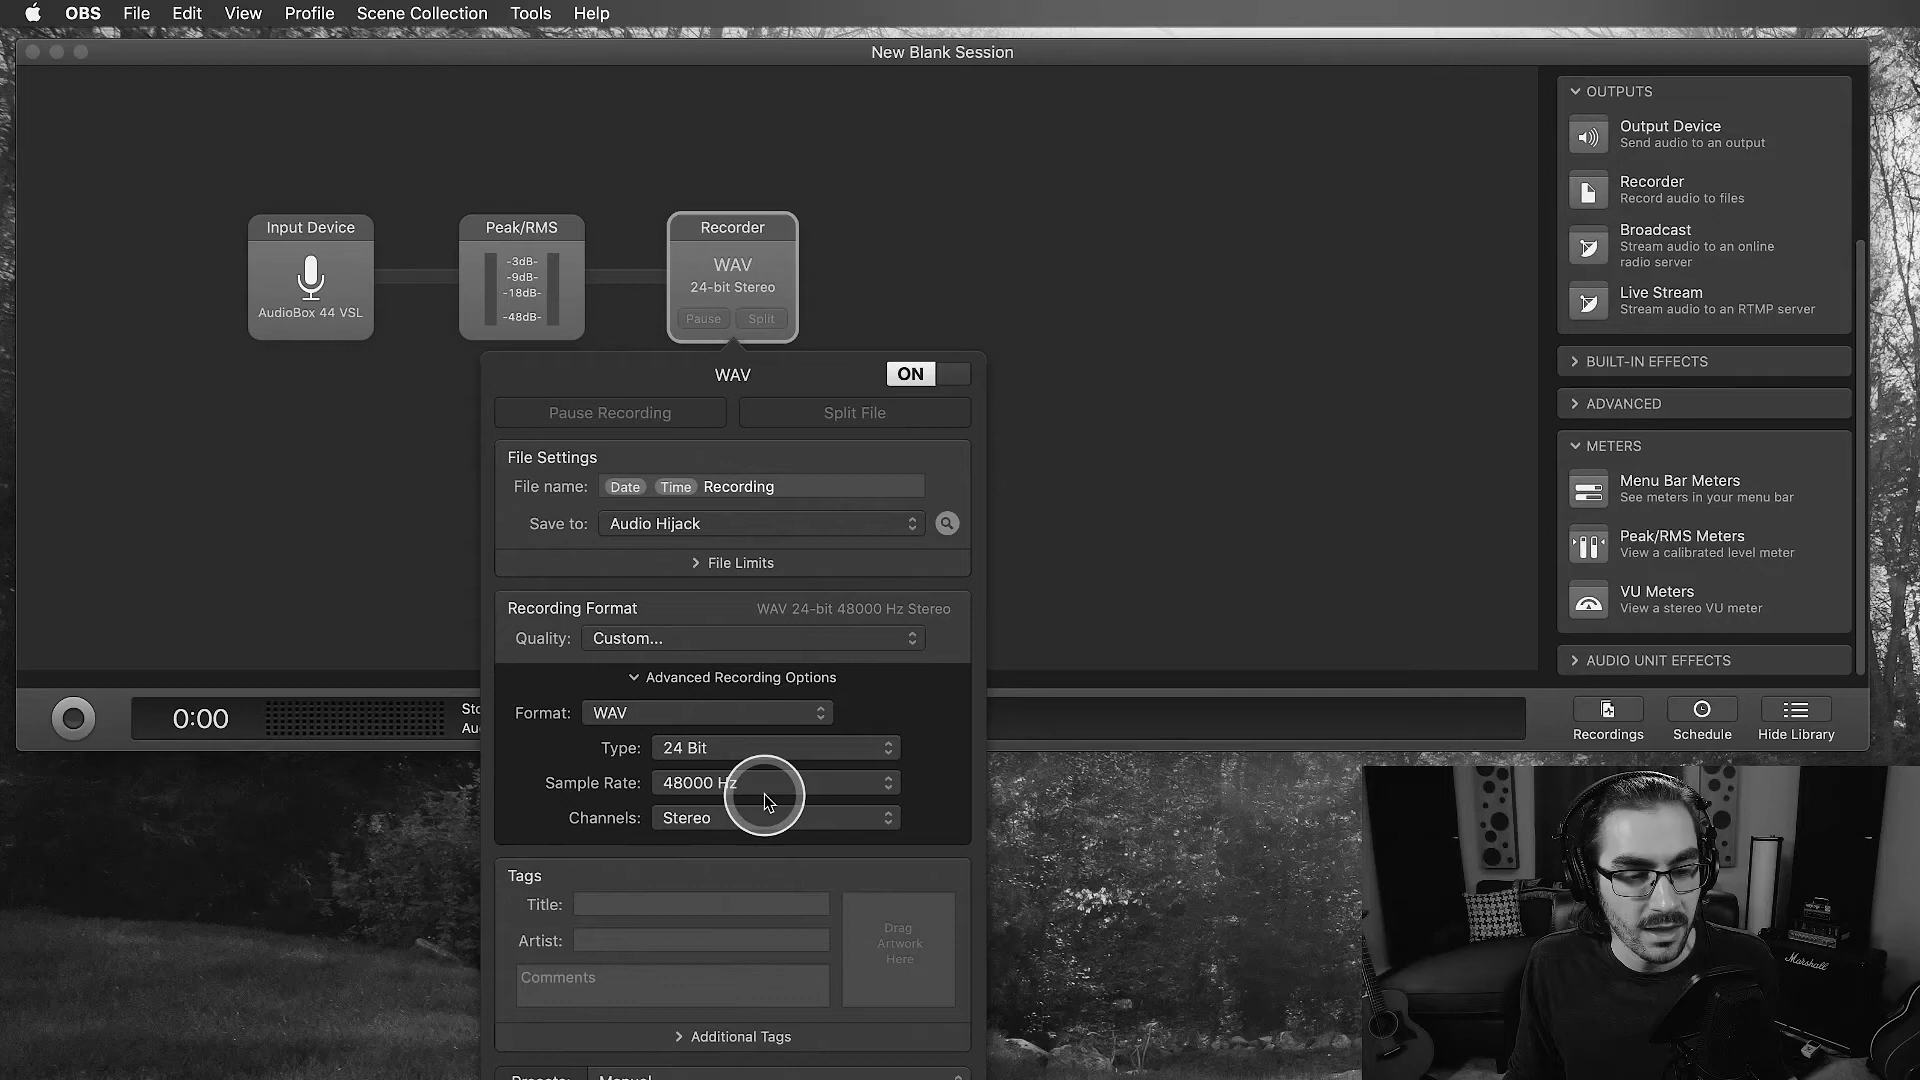 OBS File Edit View Profile Scene Collection Tools Help
New Blank Session
OUTPUTS
Output Device
Send audio to an output
Recorder
Record audio to files
Broadcast
Stream audio to an online
radio server
Live Stream
Stream audio to an RTMP server
BUILT-IN EFFECTS
ADVANCED
METERS
Menu Bar Meters
See meters in your menu bar
Peak/RMS Meters
View a calibrated level meter
VU Meters
View a stereo VU meter
AUDIO UNIT EFFECTS
Input Device
AudioBox 44 VSL
Peak/RMS
-3dB-
-9dB-
-18dB-
-48dB-
Recorder
WAV
24-bit Stereo
Pause Split
WAV ON
Pause Recording Split File
File Settings
File name: Date Time Recording
Save to: Audio Hijack
File Limits
Recording Format WAV 24-bit 48000 Hz Stereo
Quality: Custom...
Advanced Recording Options
Format: WAV
Type: 24 Bit
Sample Rate: 48000 Hz
Channels: Stereo
Tags
Title:
Artist:
Comments
Drag
Artwork
Here
Additional Tags
Presets: Manual
0:00
Recordings Schedule Hide Library
Marshall